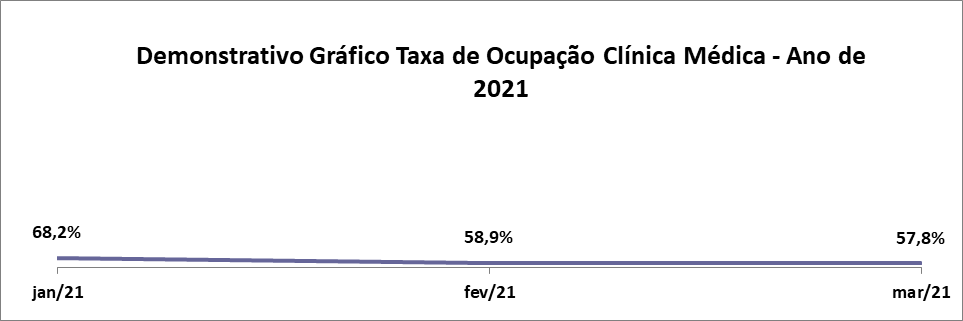 Demonstrativo Gráfico Taxa de Ocupação Clínica Médica - Ano de
2021
68,2%
58,9%
57,8%
jan/21
fev/21
mar/21